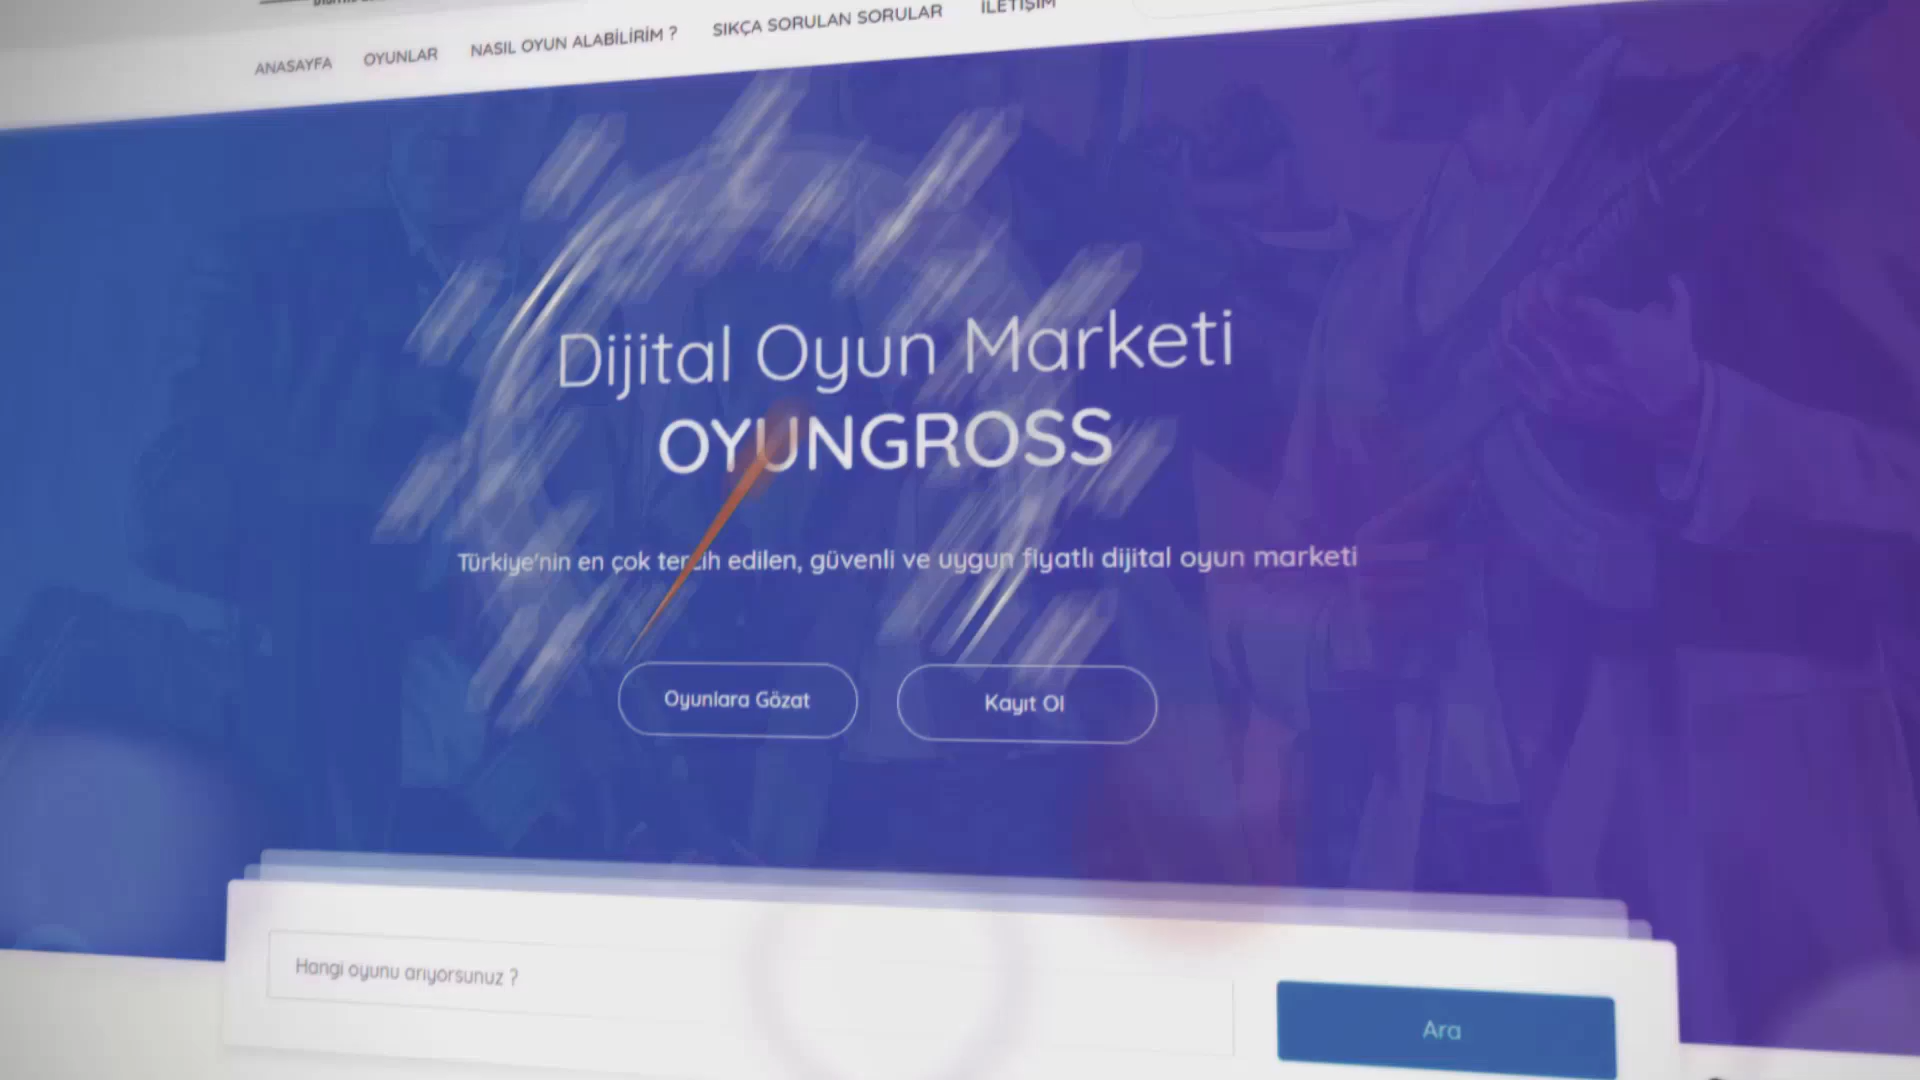 ANASAYFA
OYUNLAR
NASIL OYUN ALABİLİRİM ?
SIKÇA SORULAN SORULAR
İLETİŞİM
Dijital Oyun Marketi
OYUNGROSS
Türkiye'nin en çok tercih edilen, güvenli ve uygun fiyatlı dijital oyun marketi
Oyunlara Gözat
Kayıt Ol
Hangi oyunu arıyorsunuz ?
Ara